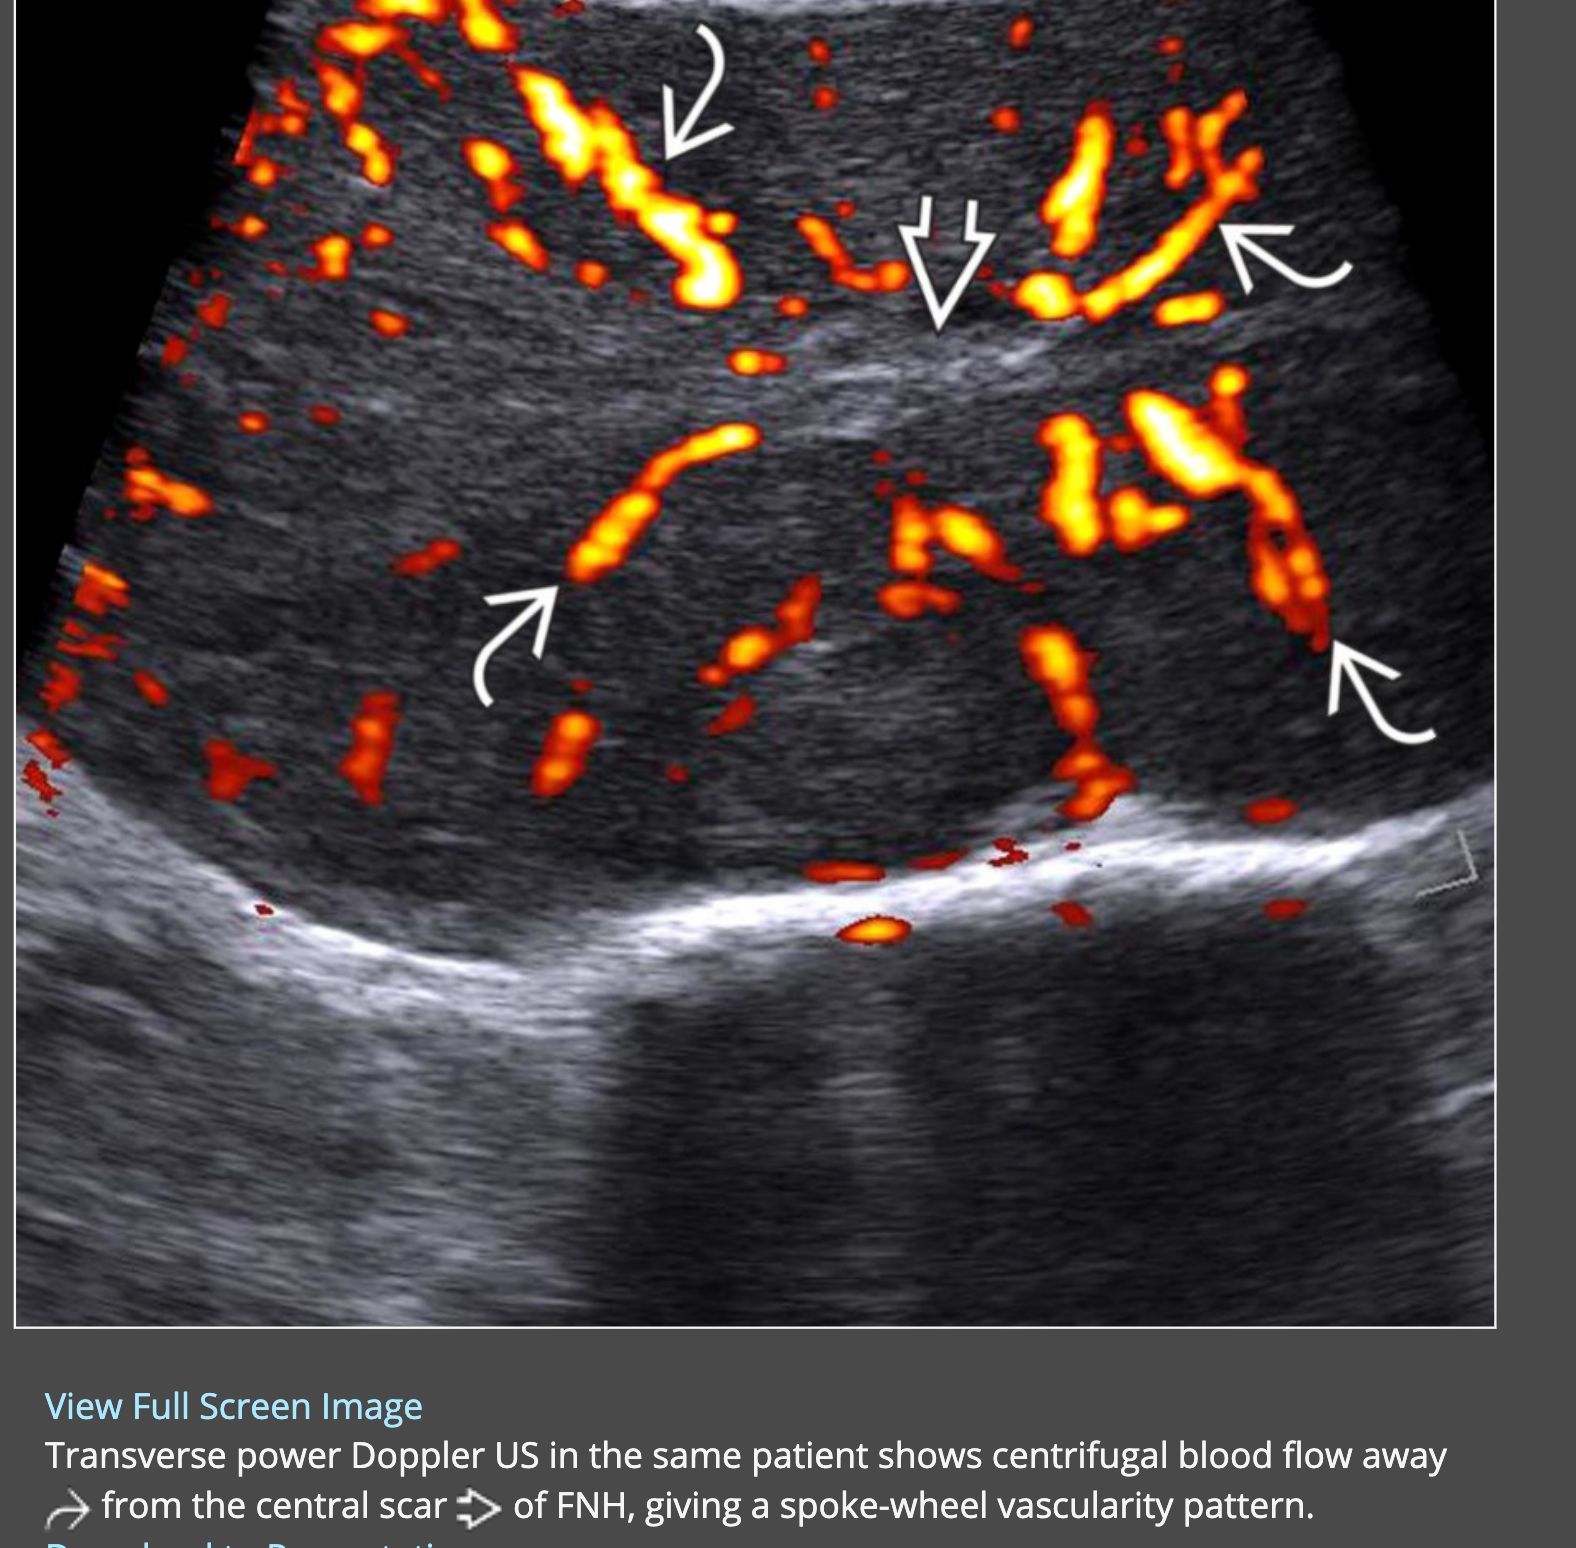 View Full Screen Image
Transverse power Doppler US in the same patient shows centrifugal blood flow away
from the central scar of FNH, giving a spoke-wheel vascularity pattern.